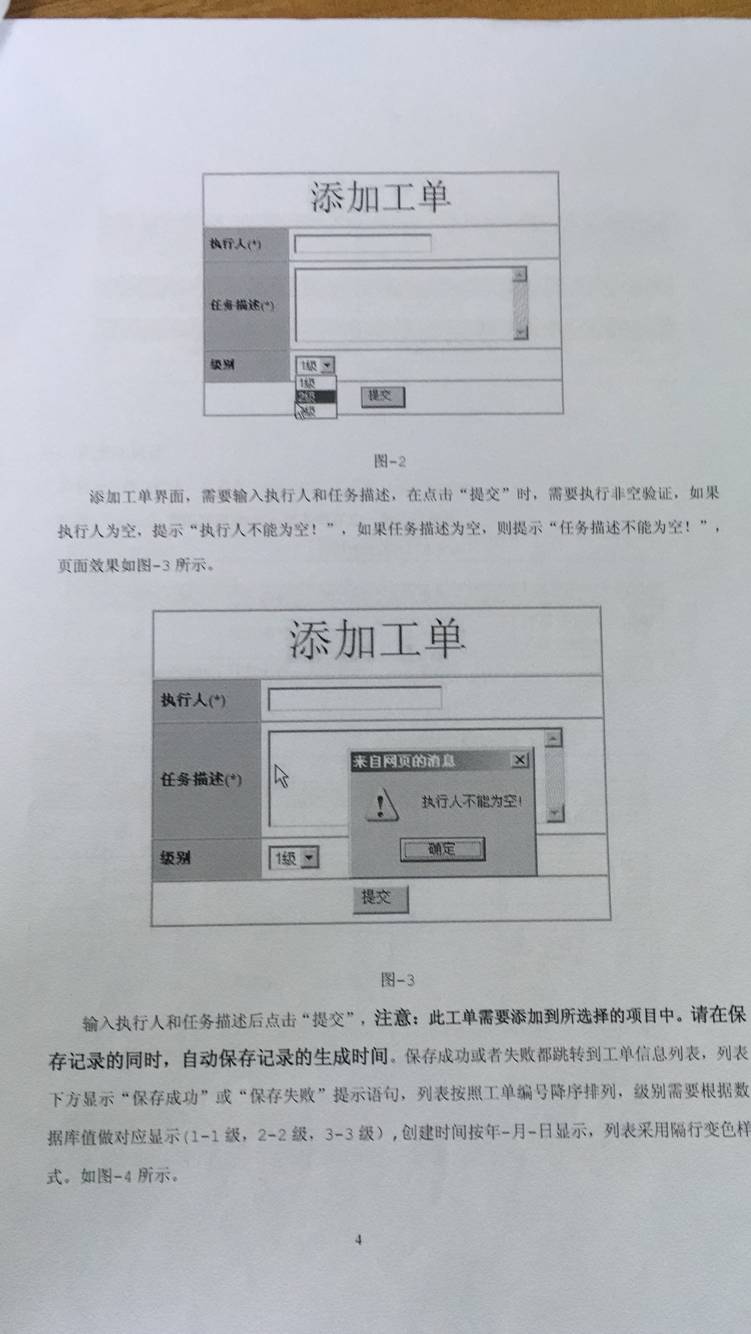 添加工单
执行人(*)
任务描述(*)
级别
1级
1级
2级
3级
提交
图-2
添加工单界面，需要输入执行人和任务描述，在点击“提交”时，需要执行非空验证，如果
执行人为空，提示“执行人不能为空！”，如果任务描述为空，则提示“任务描述不能为空！”，
页面效果如图-3 所示。
添加工单
执行人(*)
任务描述(*)
来自网页的消息
执行人不能为空!
确定
级别
1级
提交
图-3
输入执行人和任务描述后点击“提交”，注意：此工单需要添加到所选择的项目中。请在保
存记录的同时，自动保存记录的生成时间。保存成功或者失败都跳转到工单信息列表，列表
下方显示“保存成功”或“保存失败”提示语句，列表按照工单编号降序排列，级别需要根据数
据库值做对应显示(1-1 级，2-2 级，3-3 级）,创建时间按年-月-日显示，列表采用隔行变色样
式。如图-4 所示。
4